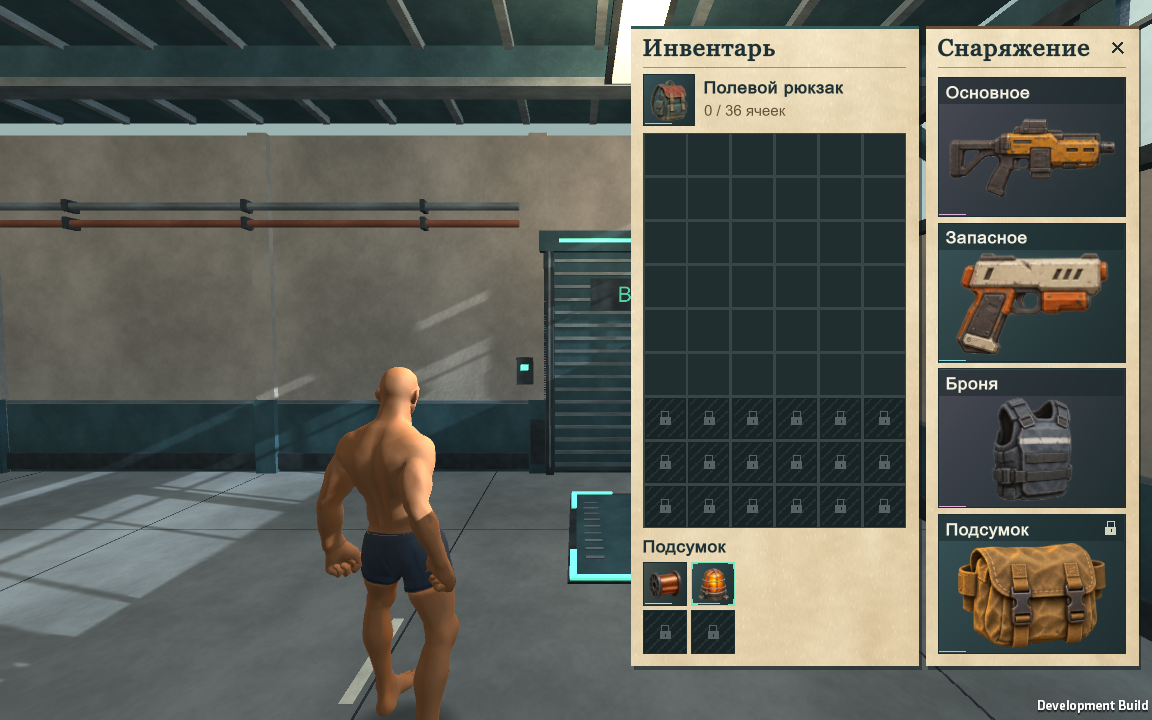 Инвентарь
Полевой рюкзак
0 / 36 ячеек
Подсумок
Снаряжение
Основное
Запасное
Броня
Подсумок
Development Build